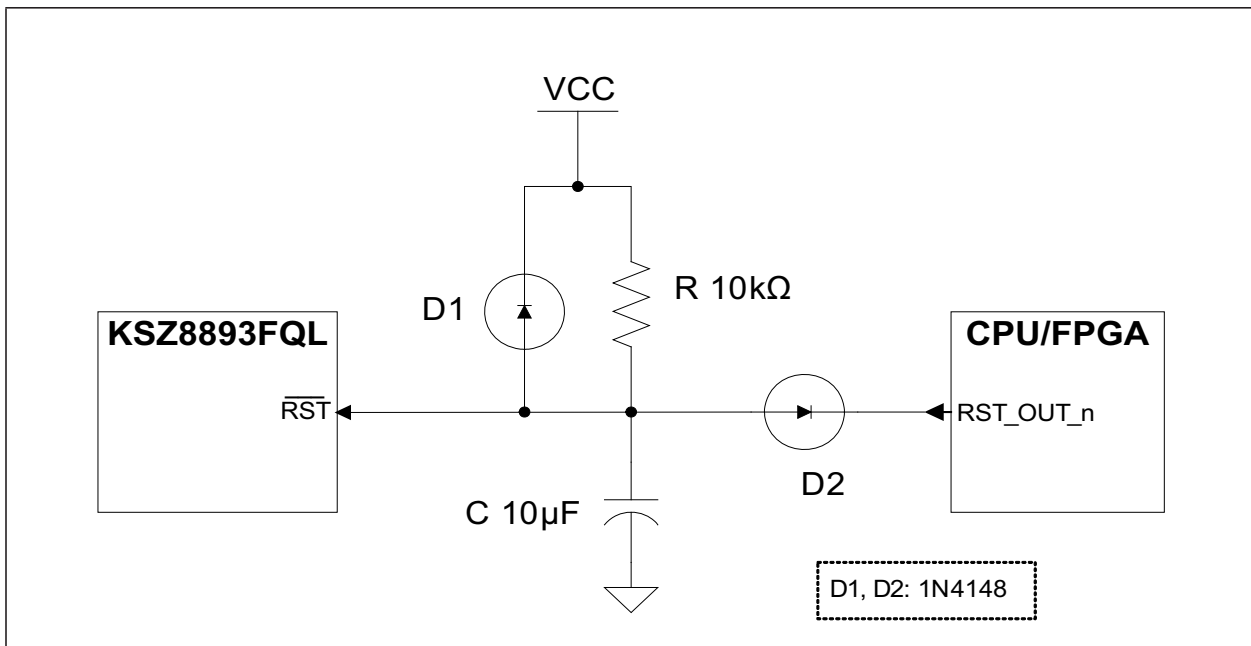 VCC
D1
R 10kΩ
KSZ8893FQL
CPU/FPGA
RST
RST_OUT_n
D2
C 10µF
D1, D2: 1N4148